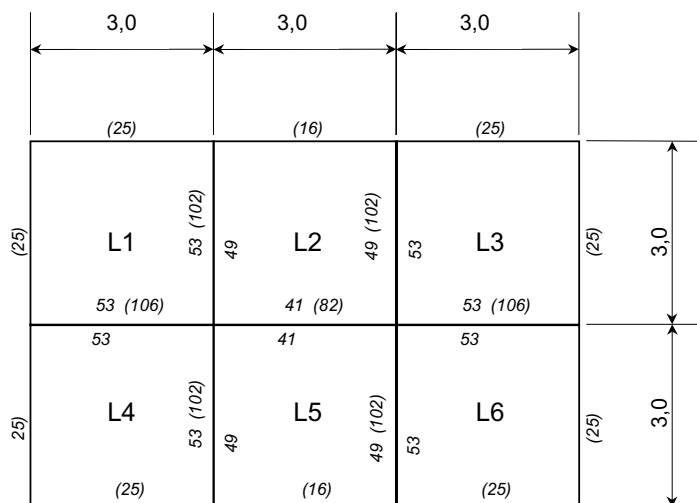 3,0 3,0 3,0
(25) (16) (25)
(25) L1 53 (102) 49 L2 49 (102) 53 L3 (25) 3,0
53 (106) 41 (82) 53 (106)
53 41 53
25) L4 53 (102) 49 L5 49 (102) 53 L6 (25) 3,0
(25) (16) (25)